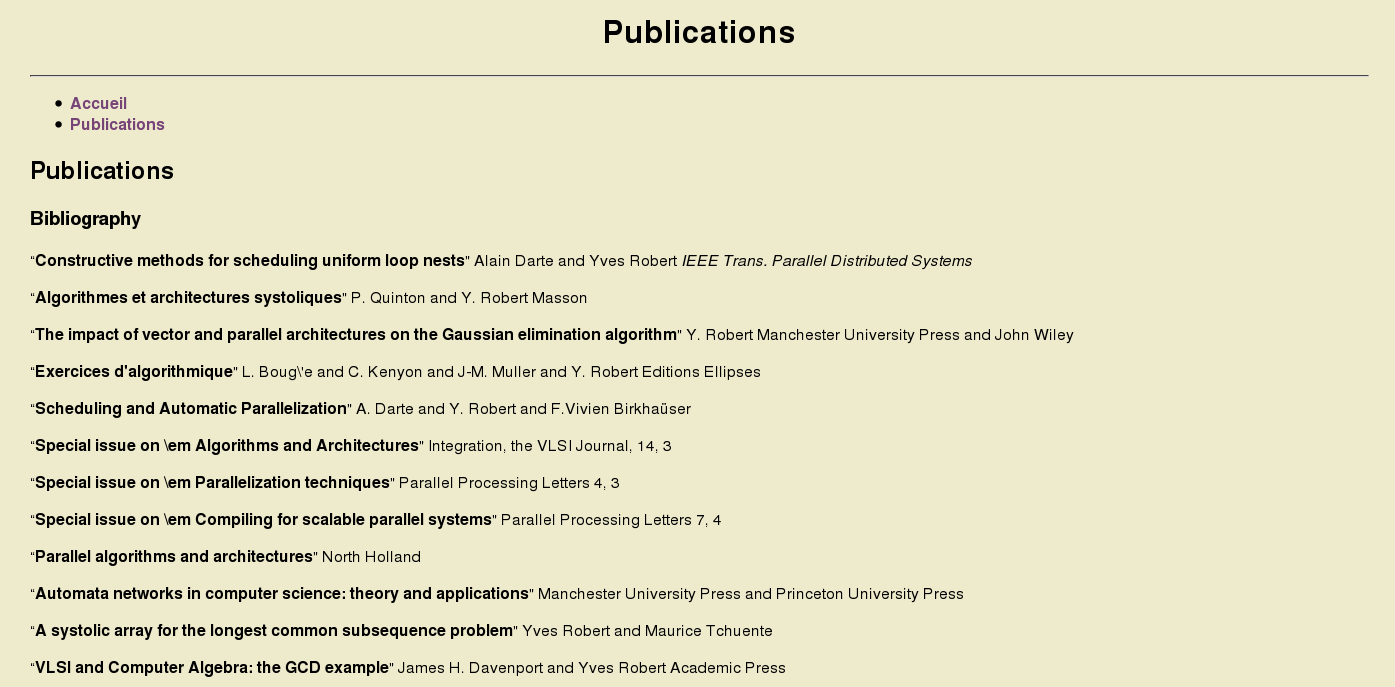 Publications
Accueil
Publications
Publications
Bibliography
“Constructive methods for scheduling uniform loop nests” Alain Darte and Yves Robert IEEE Trans. Parallel Distributed Systems
“Algorithmes et architectures systoliques” P. Quinton and Y. Robert Masson
“The impact of vector and parallel architectures on the Gaussian elimination algorithm” Y. Robert Manchester University Press and John Wiley
“Exercices d'algorithmique” L. Boug\'e and C. Kenyon and J-M. Muller and Y. Robert Editions Ellipses
“Scheduling and Automatic Parallelization” A. Darte and Y. Robert and F.Vivien Birkhaüser
“Special issue on \em Algorithms and Architectures” Integration, the VLSI Journal, 14, 3
“Special issue on \em Parallelization techniques” Parallel Processing Letters 4, 3
“Special issue on \em Compiling for scalable parallel systems” Parallel Processing Letters 7, 4
“Parallel algorithms and architectures” North Holland
“Automata networks in computer science: theory and applications” Manchester University Press and Princeton University Press
“A systolic array for the longest common subsequence problem” Yves Robert and Maurice Tchuente
“VLSI and Computer Algebra: the GCD example” James H. Davenport and Yves Robert Academic Press